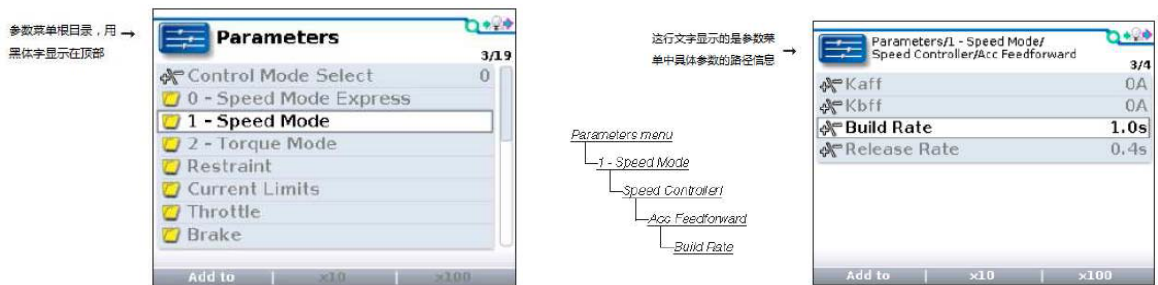 参数菜单根目录，用 →
黑体字显示在顶部
Parameters
3/19
Control Mode Select 0
0 - Speed Mode Express
1 - Speed Mode
2 - Torque Mode
Restraint
Current Limits
Throttle
Brake
Add to | x10 | x100
Parameters menu
1 - Speed Mode
Speed Controllerl
Acc Feedforward
Build Rate
这行文字显示的是参数菜 →
单中具体参数的路径信息
Parameters/1 - Speed Mode/
Speed Controller/Acc Feedforward
3/4
Kaff 0A
Kbff 0A
Build Rate 1.0s
Release Rate 0.4s
Add to | x10 | x100